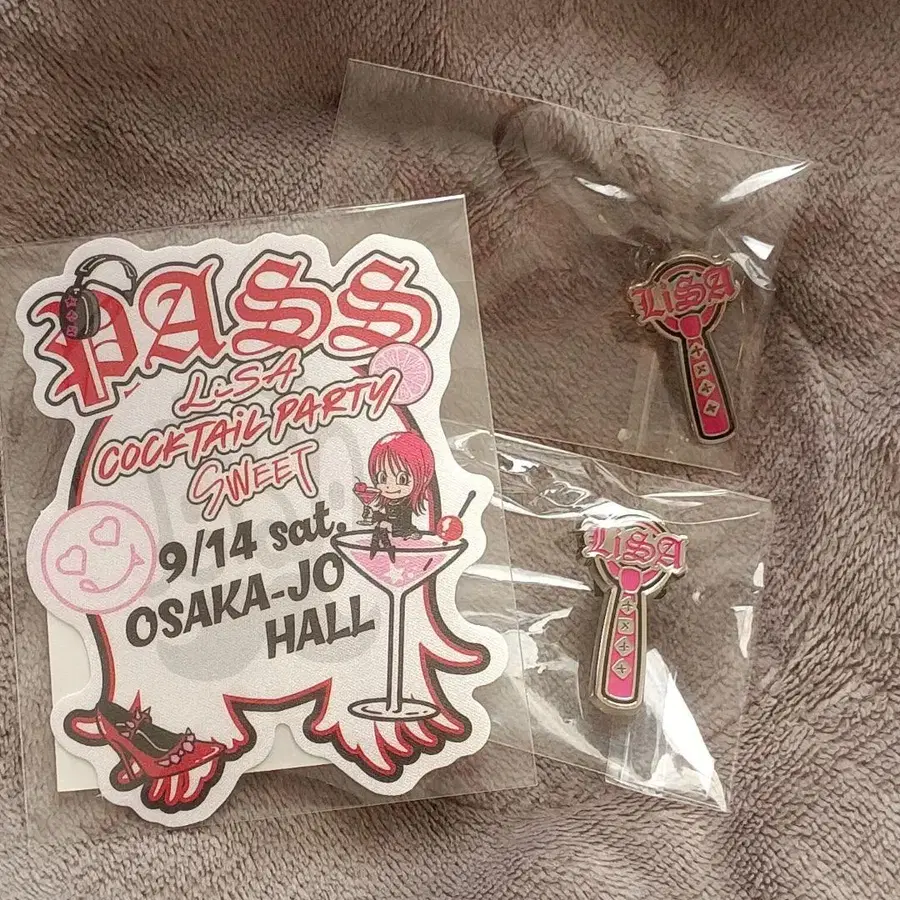 PASS
LiSA
COCKTAiL PARTY
SWEET
9/14 sat.
OSAKA-JO
HALL
LiSA
LiSA